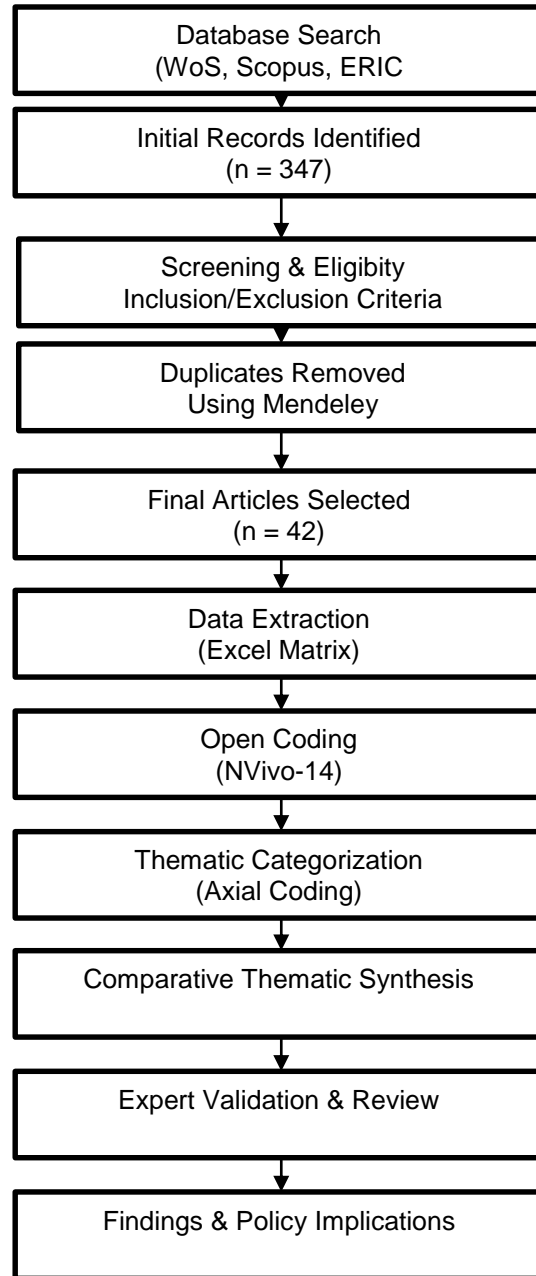 Database Search
(WoS, Scopus, ERIC
Initial Records Identified
(n = 347)
Screening & Eligibity
Inclusion/Exclusion Criteria
Duplicates Removed
Using Mendeley
Final Articles Selected
(n = 42)
Data Extraction
(Excel Matrix)
Open Coding
(NVivo-14)
Thematic Categorization
(Axial Coding)
Comparative Thematic Synthesis
Expert Validation & Review
Findings & Policy Implications